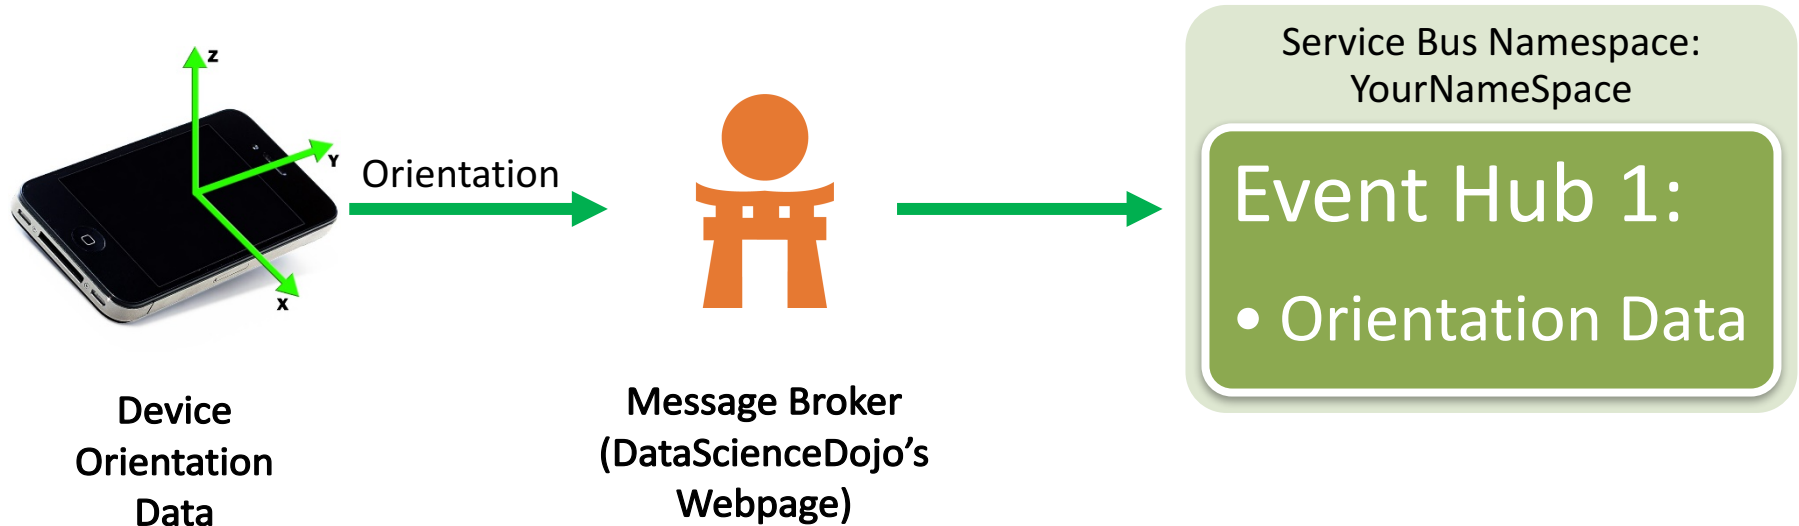 Z
Y
X
Orientation
Service Bus Namespace:
YourNameSpace
Event Hub 1:
• Orientation Data
Device
Orientation
Data
Message Broker
(DataScienceDojo’s
Webpage)